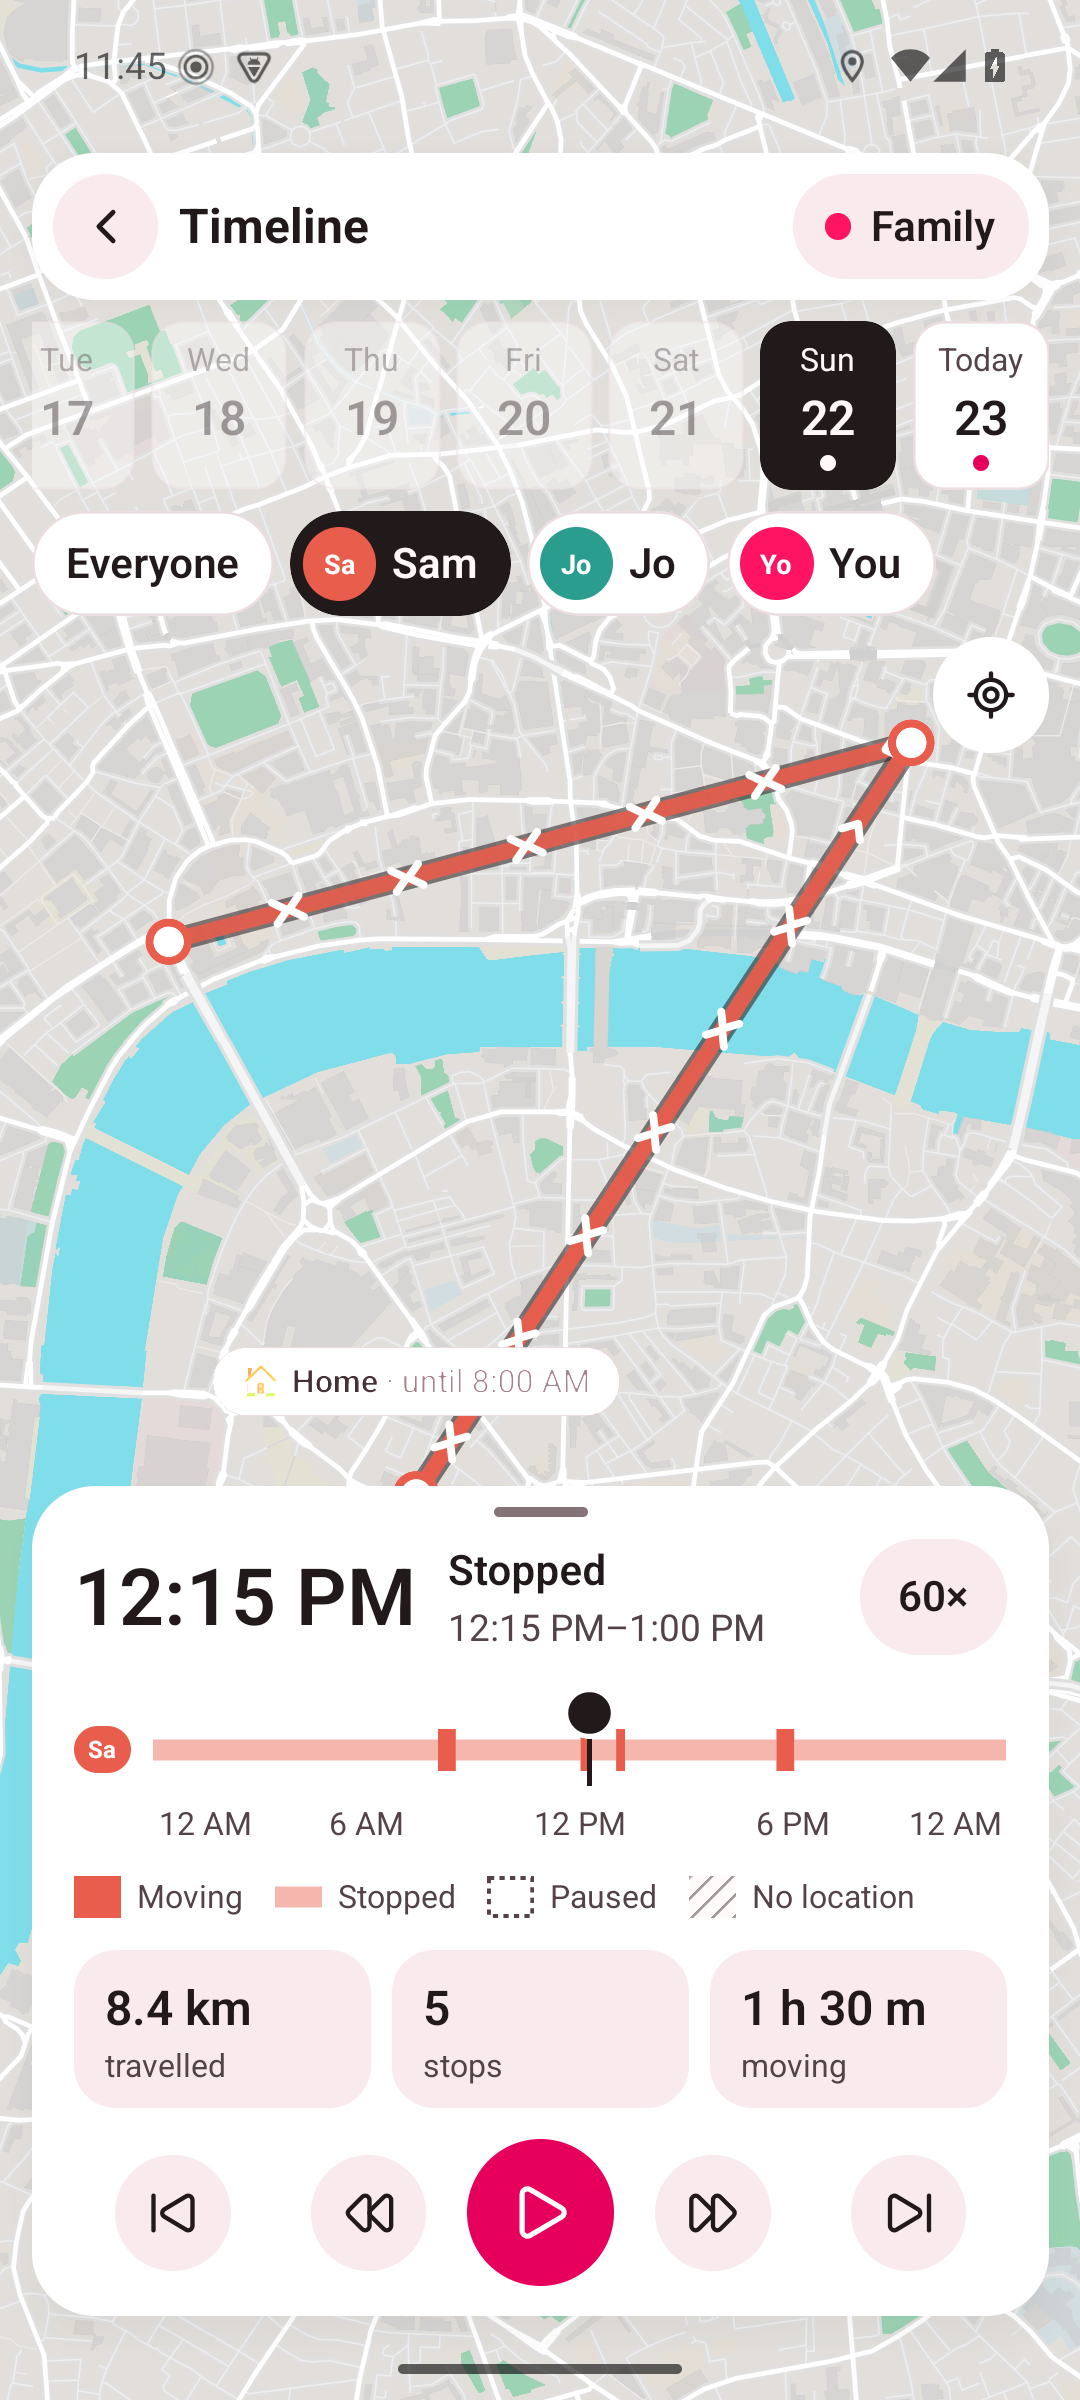 11:45
Timeline
Family
Tue Wed Thu Fri Sat Sun Today
17 18 19 20 21 22 23
Everyone Sa Sam Jo Jo Yo You
Home · until 8:00 AM
12:15 PM
Stopped
12:15 PM–1:00 PM
60×
Sa
12 AM 6 AM 12 PM 6 PM 12 AM
Moving Stopped Paused No location
8.4 km 5 1 h 30 m
travelled stops moving